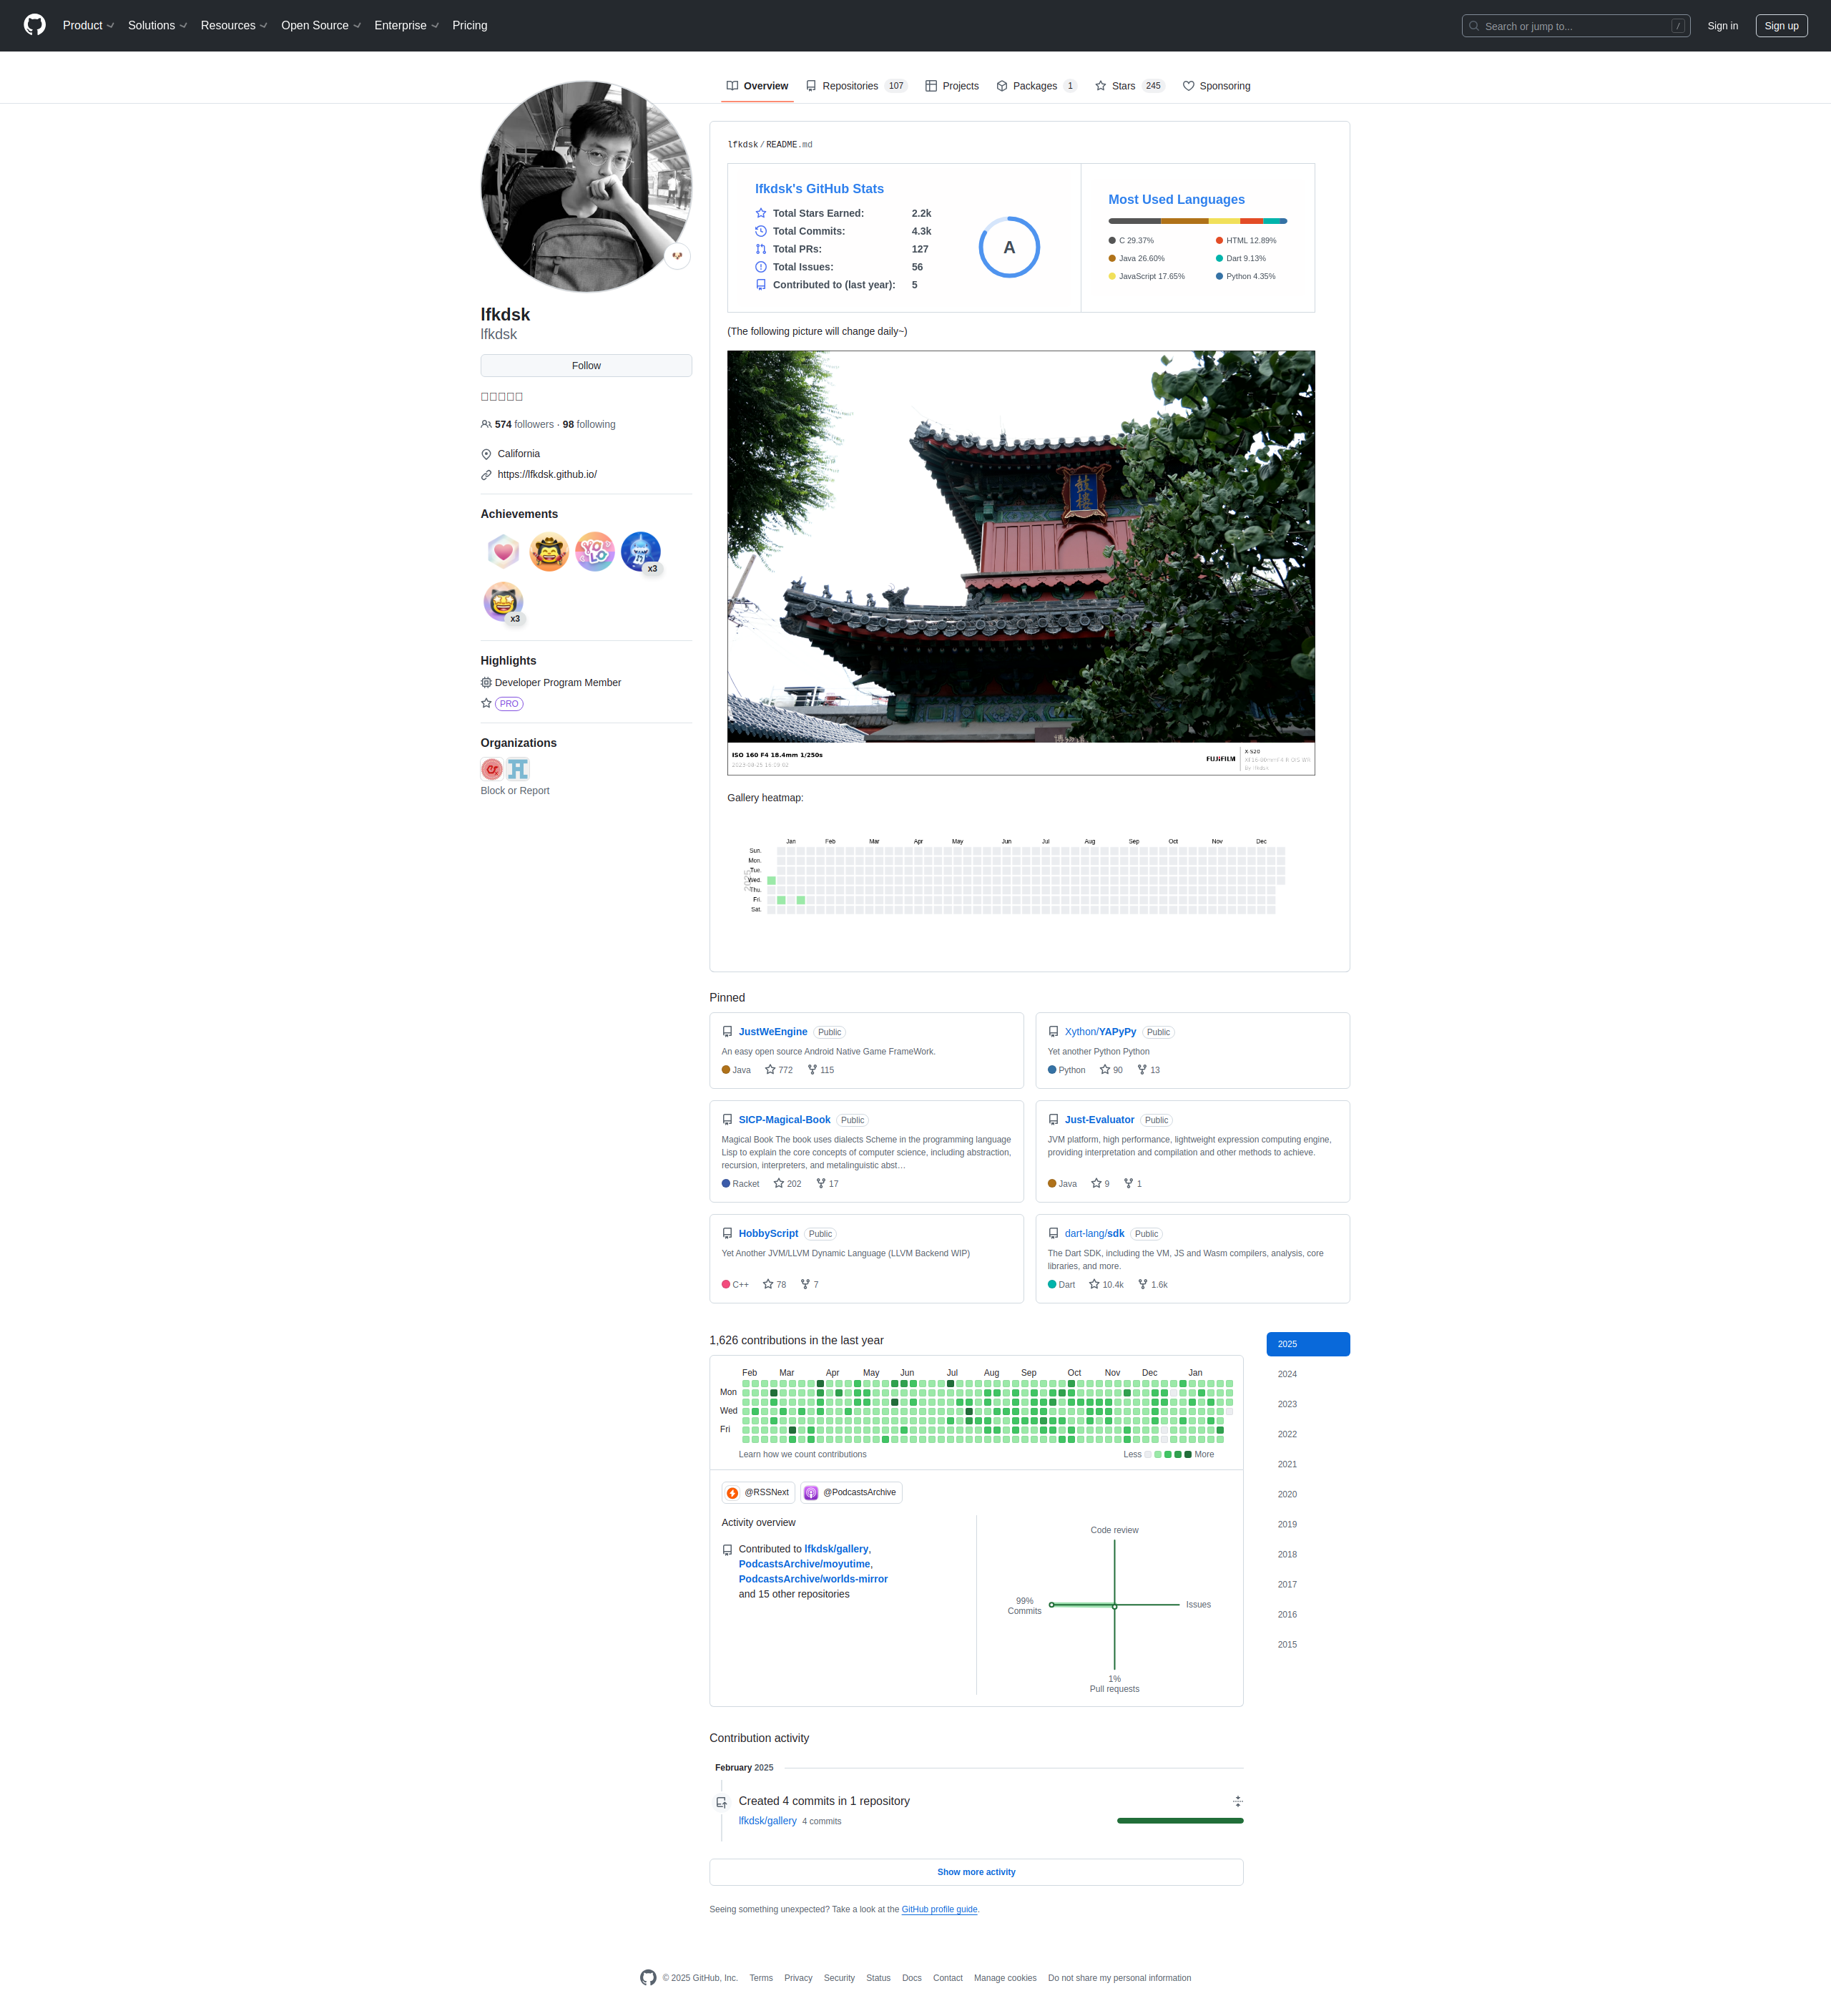 Product
Solutions
Resources
Open Source
Enterprise
Pricing
Search or jump to...
/
Sign in
Sign up
Overview
Repositories 107
Projects
Packages 1
Stars 245
Sponsoring
lfkdsk
lfkdsk
Follow
574 followers · 98 following
California
https://lfkdsk.github.io/
Achievements
YOLO
x3
x3
Highlights
Developer Program Member
PRO
Organizations
Block or Report
lfkdsk/README.md
lfkdsk's GitHub Stats
Total Stars Earned: 2.2k
Total Commits: 4.3k
Total PRs: 127
Total Issues: 56
Contributed to (last year): 5
A
Most Used Languages
C 29.37%
Java 26.60%
JavaScript 17.65%
HTML 12.89%
Dart 9.13%
Python 4.35%
(The following picture will change daily~)
鼓楼
ISO 160 F4 18.4mm 1/250s
FUJIFILM
X-S20
Gallery heatmap:
Jan Feb Mar Apr May Jun Jul Aug Sep Oct Nov Dec
2025
Sun.
Mon.
Tue.
Wed.
Thu.
Fri.
Sat.
Pinned
JustWeEngine Public
An easy open source Android Native Game FrameWork.
Java 772 115
Xython/YAPyPy Public
Yet another Python Python
Python 90 13
SICP-Magical-Book Public
Magical Book The book uses dialects Scheme in the programming language
Lisp to explain the core concepts of computer science, including abstraction,
recursion, interpreters, and metalinguistic abst…
Racket 202 17
Just-Evaluator Public
JVM platform, high performance, lightweight expression computing engine,
providing interpretation and compilation and other methods to achieve.
Java 9 1
HobbyScript Public
Yet Another JVM/LLVM Dynamic Language (LLVM Backend WIP)
C++ 78 7
dart-lang/sdk Public
The Dart SDK, including the VM, JS and Wasm compilers, analysis, core
libraries, and more.
Dart 10.4k 1.6k
1,626 contributions in the last year
Feb Mar Apr May Jun Jul Aug Sep Oct Nov Dec Jan
Mon
Wed
Fri
Learn how we count contributions
Less More
@RSSNext
@PodcastsArchive
Activity overview
Contributed to lfkdsk/gallery,
PodcastsArchive/moyutime,
PodcastsArchive/worlds-mirror
and 15 other repositories
Code review
99%
Commits
Issues
1%
Pull requests
2025
2024
2023
2022
2021
2020
2019
2018
2017
2016
2015
Contribution activity
February 2025
Created 4 commits in 1 repository
lfkdsk/gallery 4 commits
Show more activity
Seeing something unexpected? Take a look at the GitHub profile guide.
© 2025 GitHub, Inc.
Terms
Privacy
Security
Status
Docs
Contact
Manage cookies
Do not share my personal information